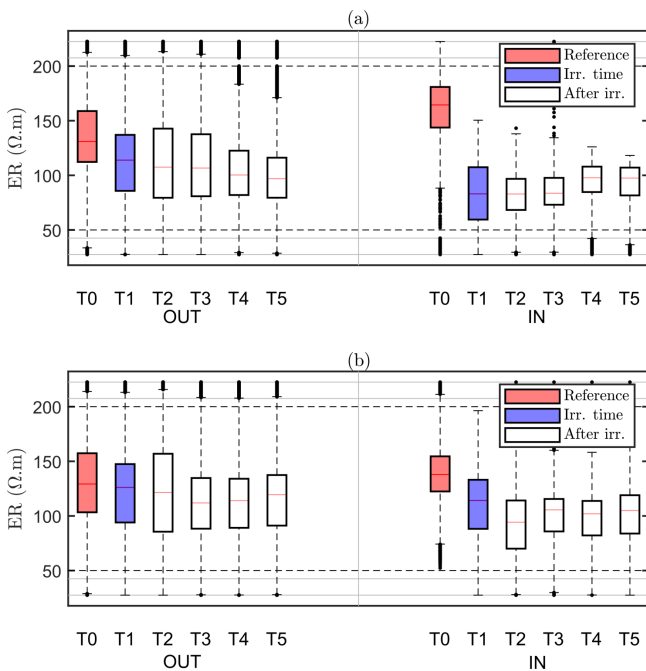 (a)
200
150
100
50
ER (Ω.m)
Reference
Irr. time
After irr.
T0 T1 T2 T3 T4 T5 T0 T1 T2 T3 T4 T5
OUT IN
(b)
200
150
100
50
ER (Ω.m)
Reference
Irr. time
After irr.
T0 T1 T2 T3 T4 T5 T0 T1 T2 T3 T4 T5
OUT IN